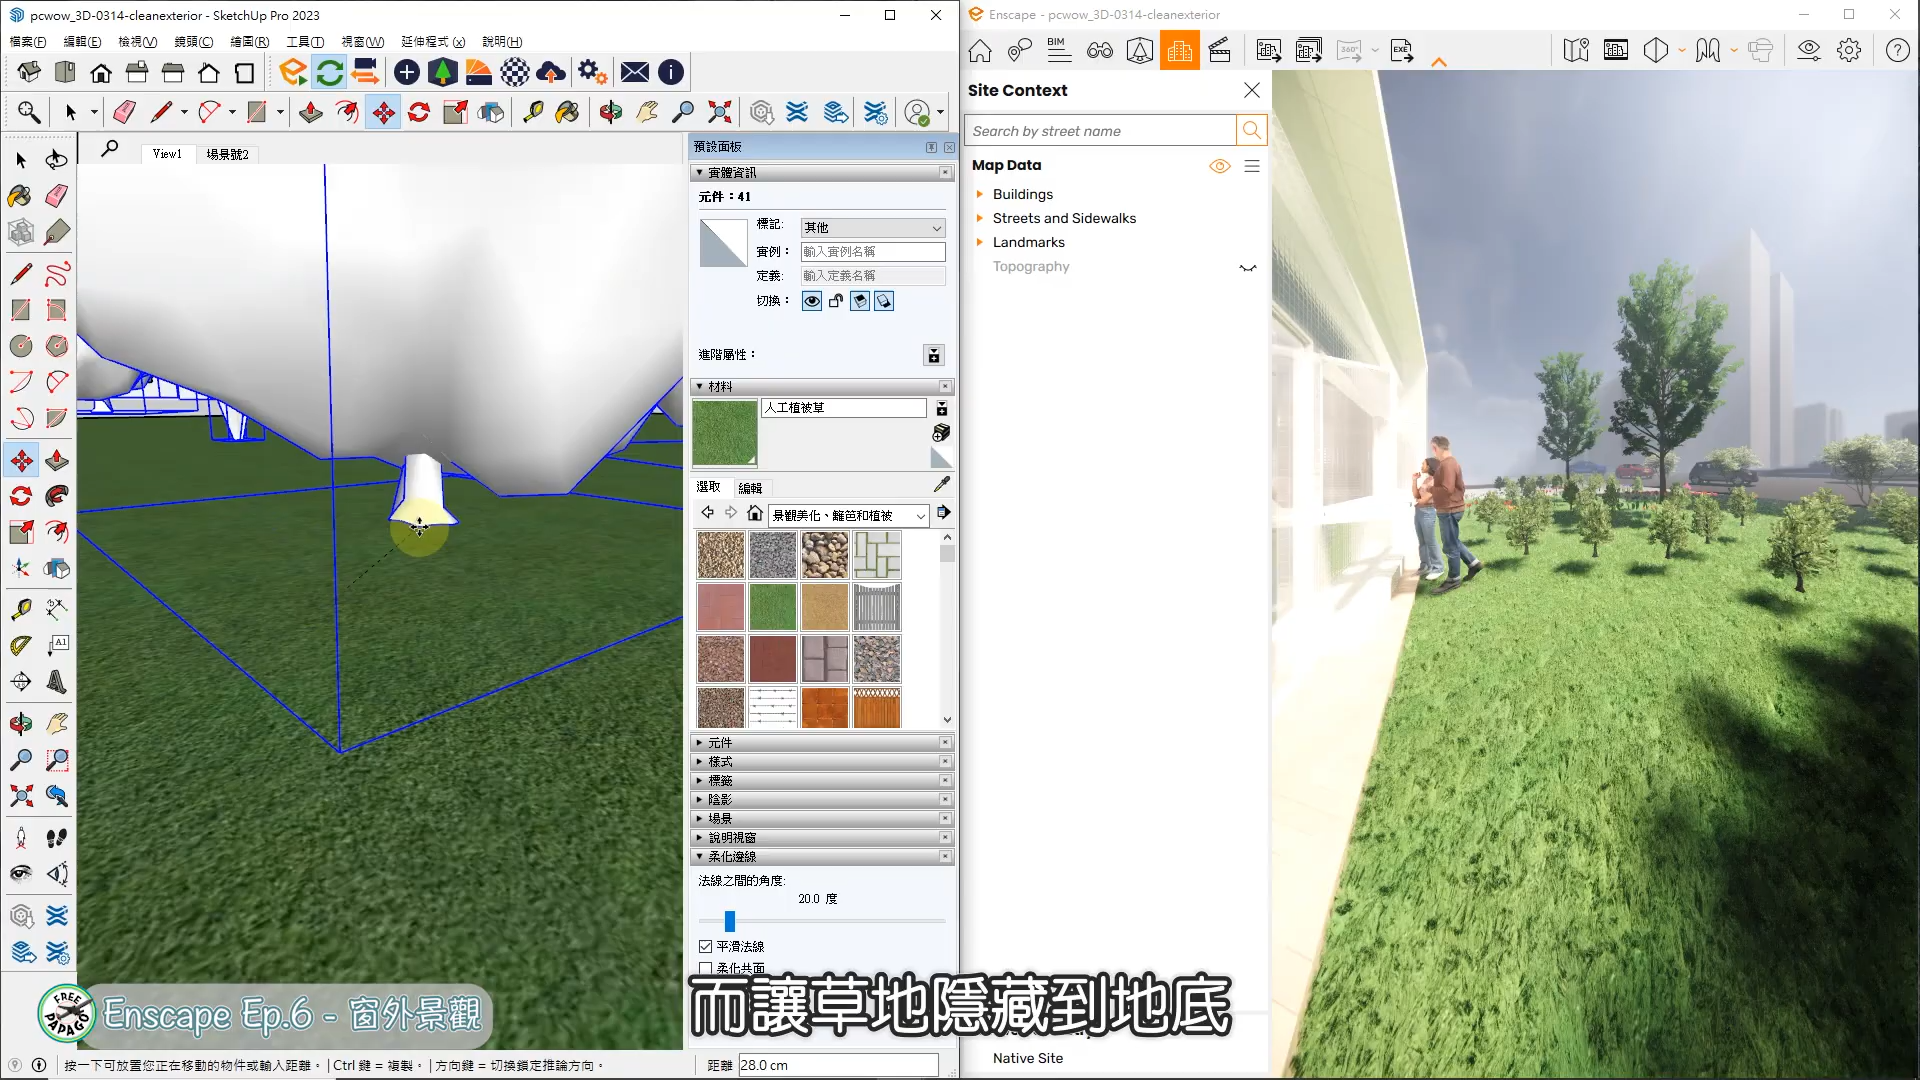 pcwow_3D-0314-cleanexterior - SketchUp Pro 2023
檔案(F) 編輯(E) 檢視(V) 鏡頭(C) 繪圖(R) 工具(T) 視窗(W) 延伸程式 (x) 說明(H)
View1 場景號2
預設面板
實體資訊
元件：41
標記: 其他
實例： 輸入實例名稱
定義: 輸入定義名稱
切換：
進階屬性：
材料
人工植被草
選取 編輯
景觀美化、籬笆和植被
元件
樣式
標籤
陰影
場景
說明視窗
柔化邊線
法線之間的角度:
20.0 度
平滑法線
柔化共面
按一下可放置您正在移動的物件或輸入距離。| Ctrl 鍵 = 複製。| 方向鍵 = 切換鎖定推論方向。
距離 28.0 cm
Enscape - pcwow_3D-0314-cleanexterior
BIM
360°
EXE
Site Context
Search by street name
Map Data
Buildings
Streets and Sidewalks
Landmarks
Topography
Native Site
FREE PAPAGO
Enscape Ep.6 - 窗外景觀
而讓草地隱藏到地底